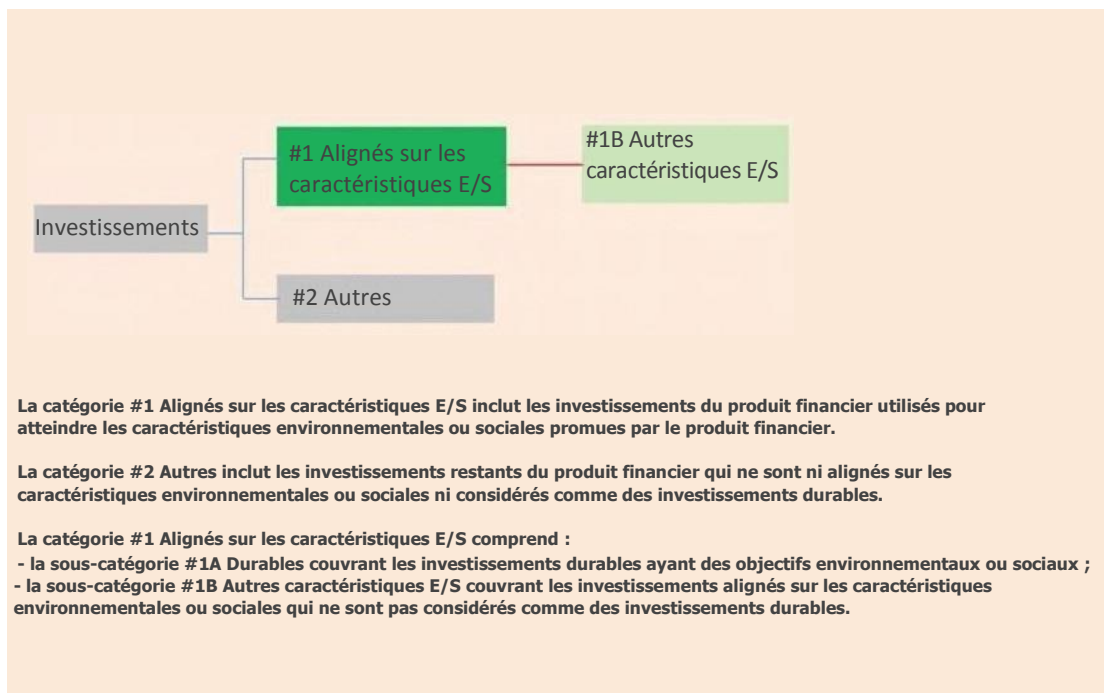 #1 Alignés sur les
caractéristiques E/S
#1B Autres
caractéristiques E/S
Investissements
#2 Autres
La catégorie #1 Alignés sur les caractéristiques E/S inclut les investissements du produit financier utilisés pour
atteindre les caractéristiques environnementales ou sociales promues par le produit financier.
La catégorie #2 Autres inclut les investissements restants du produit financier qui ne sont ni alignés sur les
caractéristiques environnementales ou sociales ni considérés comme des investissements durables.
La catégorie #1 Alignés sur les caractéristiques E/S comprend :
- la sous-catégorie #1A Durables couvrant les investissements durables ayant des objectifs environnementaux ou sociaux ;
- la sous-catégorie #1B Autres caractéristiques E/S couvrant les investissements alignés sur les caractéristiques
environnementales ou sociales qui ne sont pas considérés comme des investissements durables.